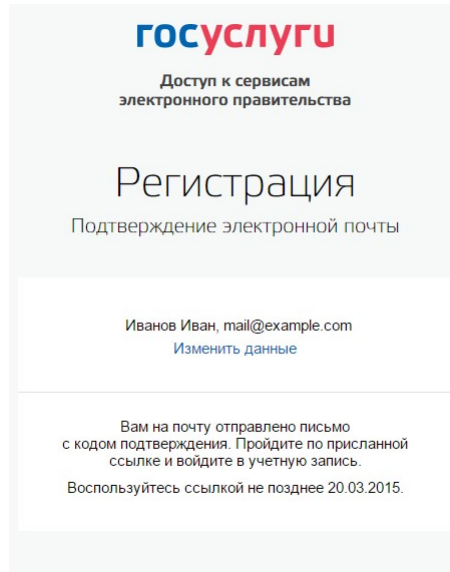 госуслуги
Доступ к сервисам
электронного правительства
Регистрация
Подтверждение электронной почты
Иванов Иван, mail@example.com
Изменить данные
Вам на почту отправлено письмо
с кодом подтверждения. Пройдите по присланной
ссылке и войдите в учетную запись.
Воспользуйтесь ссылкой не позднее 20.03.2015.